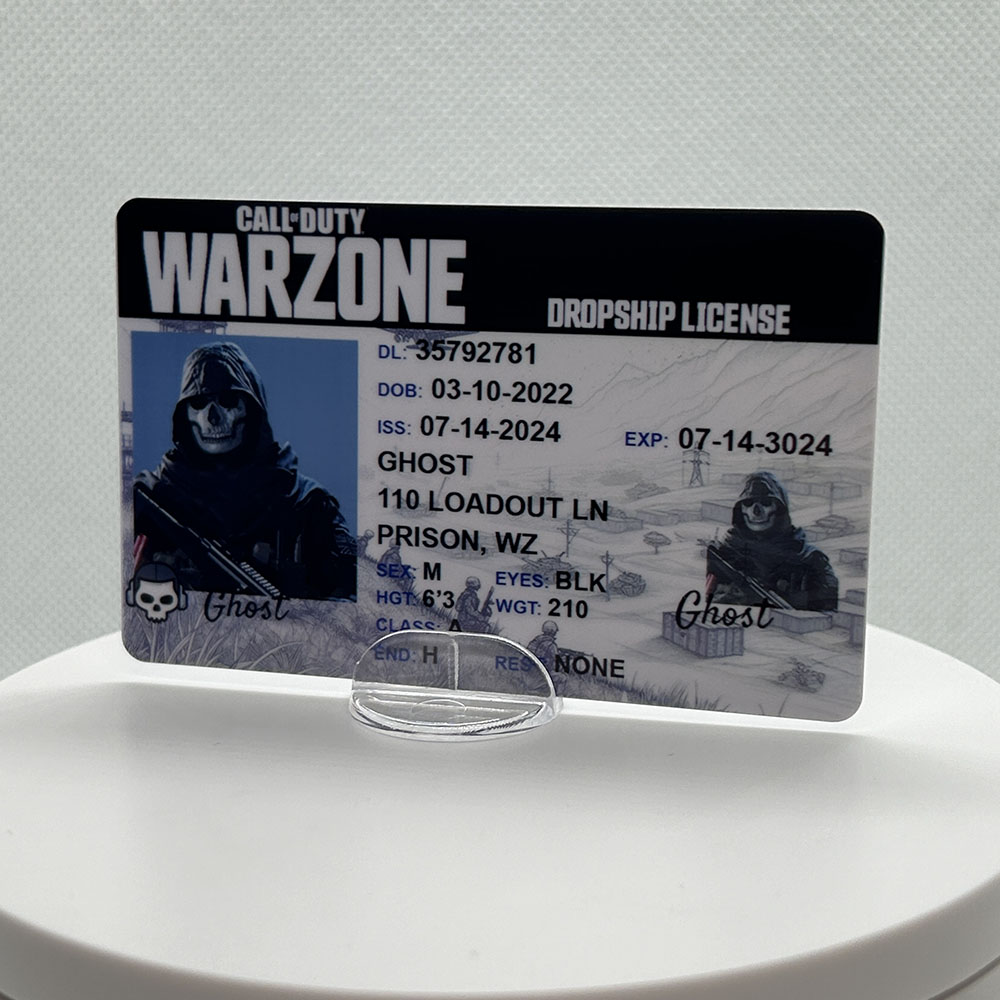 CALL OF DUTY
WARZONE
DROPSHIP LICENSE
DL: 35792781
DOB: 03-10-2022
ISS: 07-14-2024
EXP: 07-14-3024
GHOST
110 LOADOUT LN
PRISON, WZ
SEX: M
EYES: BLK
HGT: 6'3
WGT: 210
CLASS: A
END: H
RES: NONE
Ghost
Ghost